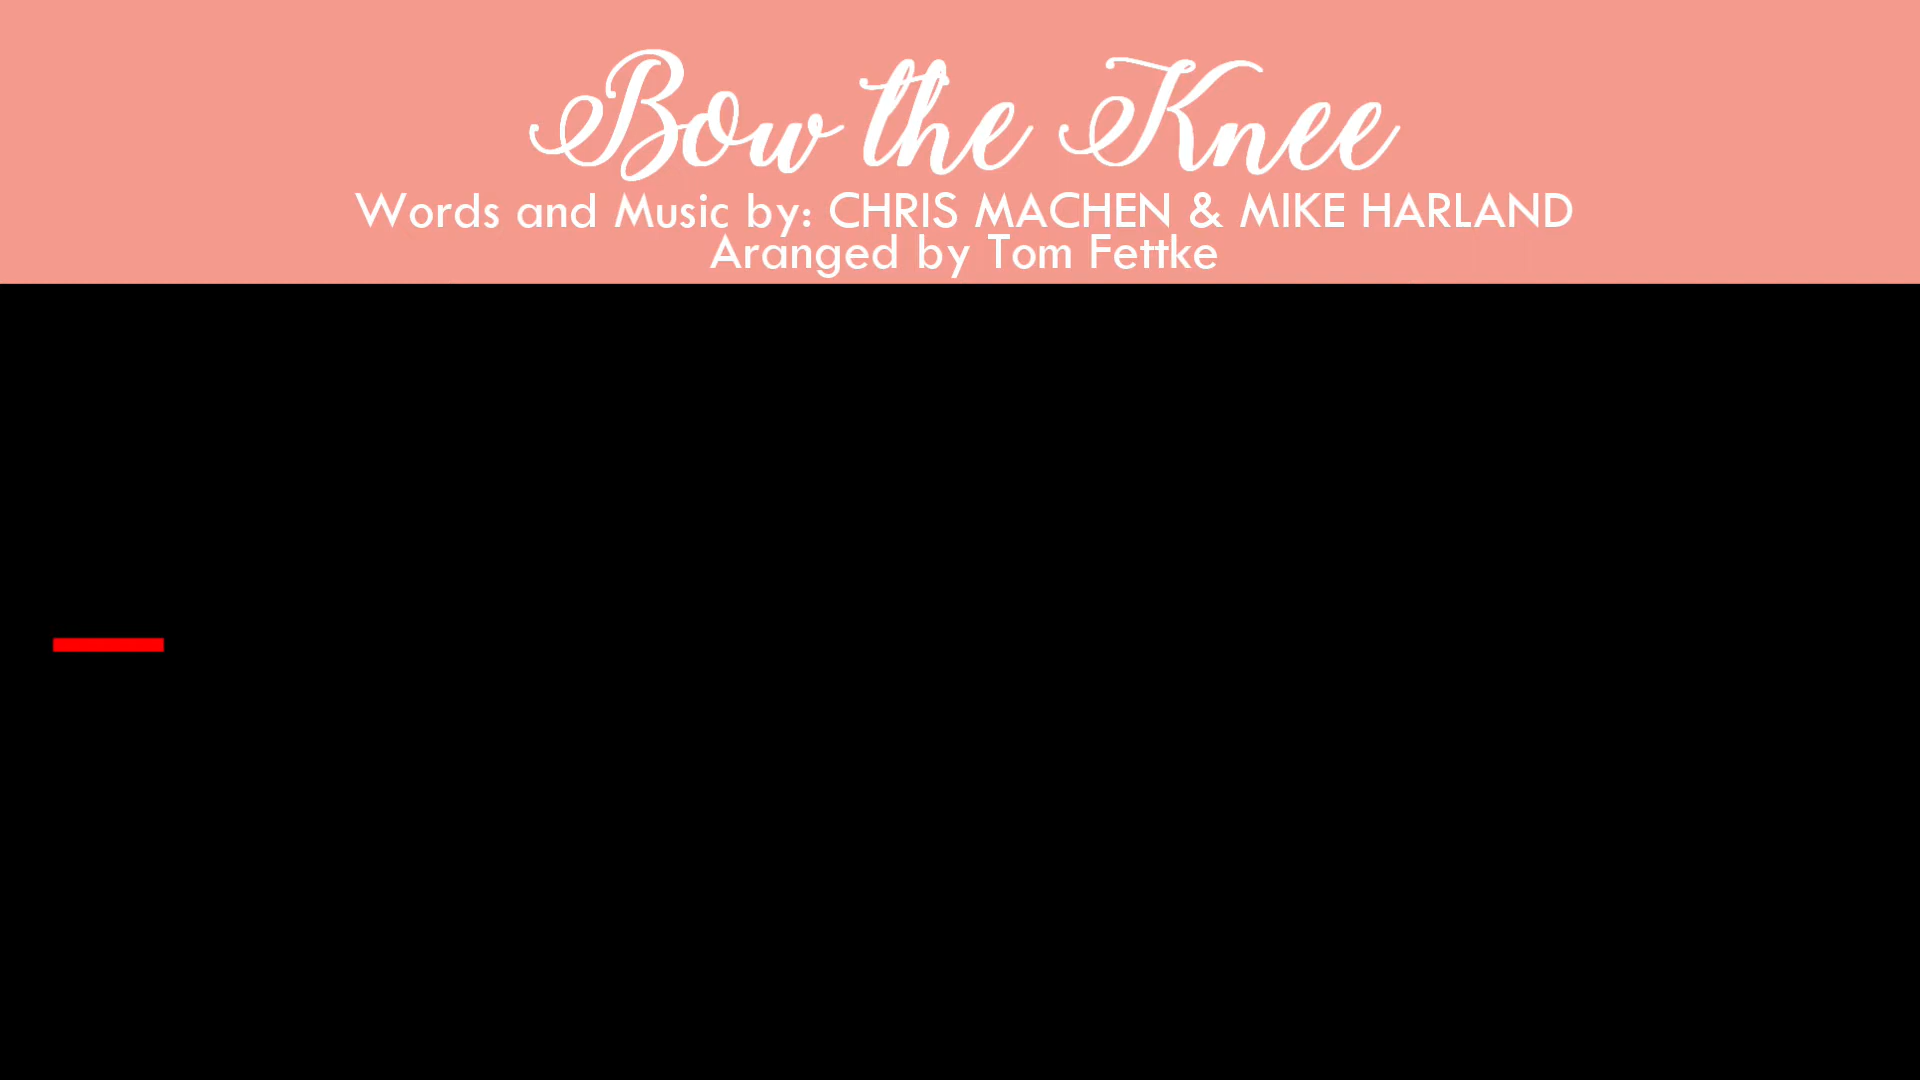 Bow the Knee
Words and Music by: CHRIS MACHEN & MIKE HARLAND
Aranged by Tom Fettke